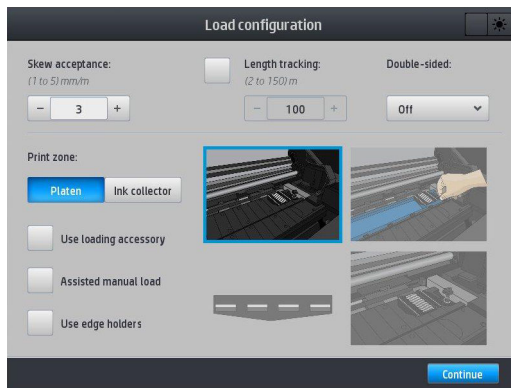 Load configuration
Skew acceptance:
(1 to 5) mm/m
- 3 +
Length tracking:
(2 to 150) m
- 100 +
Double-sided:
Off
Print zone:
Platen
Ink collector
Use loading accessory
Assisted manual load
Use edge holders
Continue